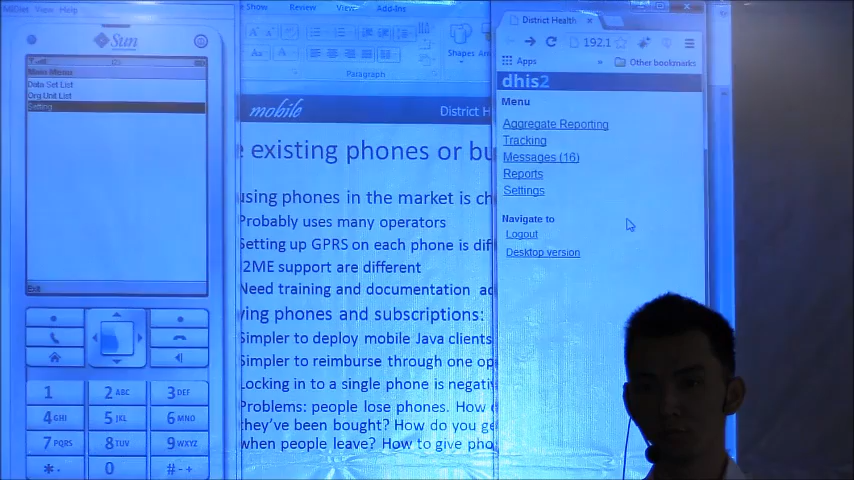 MIDlet View Help
Sun
Main Menu
Data Set List
Org Unit List
Setting
Exit
1
2 ABC
3 DEF
4 GHI
5 JKL
6 MNO
7 PQRS
8 TUV
9 WXYZ
*.
0
#-+
Show Review View Add-Ins
Paragraph
Shapes
mobile
District H
existing phones or bu
using phones in the market is ch
Probably uses many operators
Setting up GPRS on each phone is dif
2ME support are different
Need training and documentation
ing phones and subscriptions:
Simpler to deploy mobile Java clients
Simpler to reimburse through one op
Locking in to a single phone is negati
Problems: people lose phones. How
they've been bought? How do you ge
when people leave? How to give pho
District Health
192.1
Apps
» Other bookmarks
dhis2
Menu
Aggregate Reporting
Tracking
Messages (16)
Reports
Settings
Navigate to
Logout
Desktop version